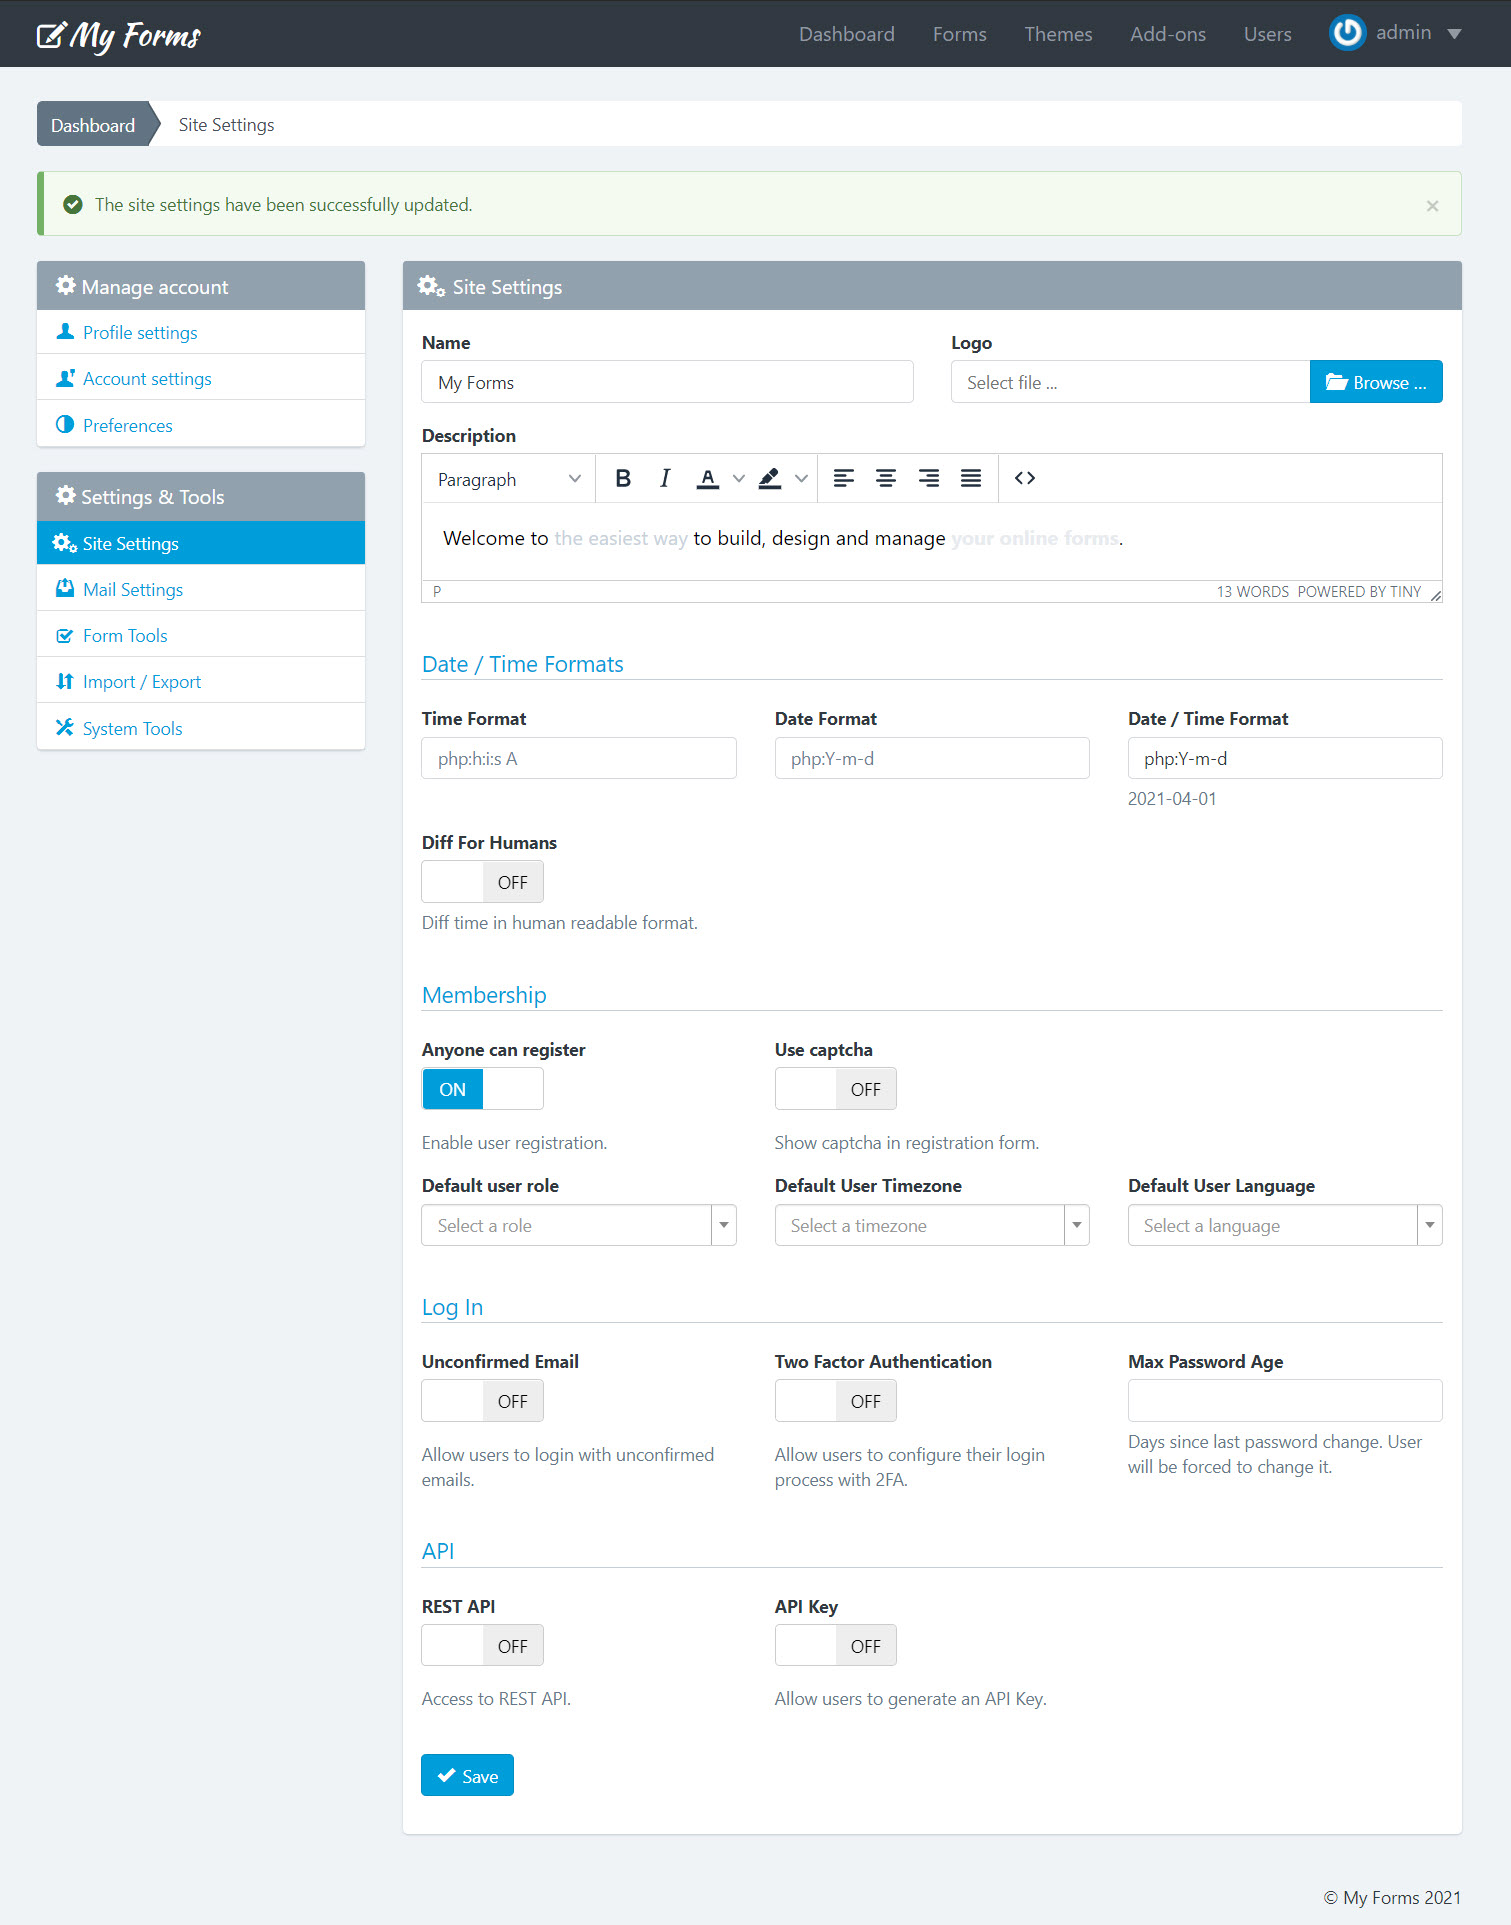 My Forms
Dashboard Forms Themes Add-ons Users admin
Dashboard Site Settings
The site settings have been successfully updated. ×
Manage account
Profile settings
Account settings
Preferences
Settings & Tools
Site Settings
Mail Settings
Form Tools
Import / Export
System Tools
Site Settings
Name Logo
My Forms Select file ... Browse ...
Description
Paragraph B I A <>
Welcome to the easiest way to build, design and manage your online forms.
P 13 WORDS POWERED BY TINY
Date / Time Formats
Time Format Date Format Date / Time Format
php:h:i:s A php:Y-m-d php:Y-m-d
2021-04-01
Diff For Humans
OFF
Diff time in human readable format.
Membership
Anyone can register Use captcha
ON OFF
Enable user registration. Show captcha in registration form.
Default user role Default User Timezone Default User Language
Select a role Select a timezone Select a language
Log In
Unconfirmed Email Two Factor Authentication Max Password Age
OFF OFF
Allow users to login with unconfirmed emails.
Allow users to configure their login process with 2FA.
Days since last password change. User will be forced to change it.
API
REST API API Key
OFF OFF
Access to REST API. Allow users to generate an API Key.
Save
© My Forms 2021